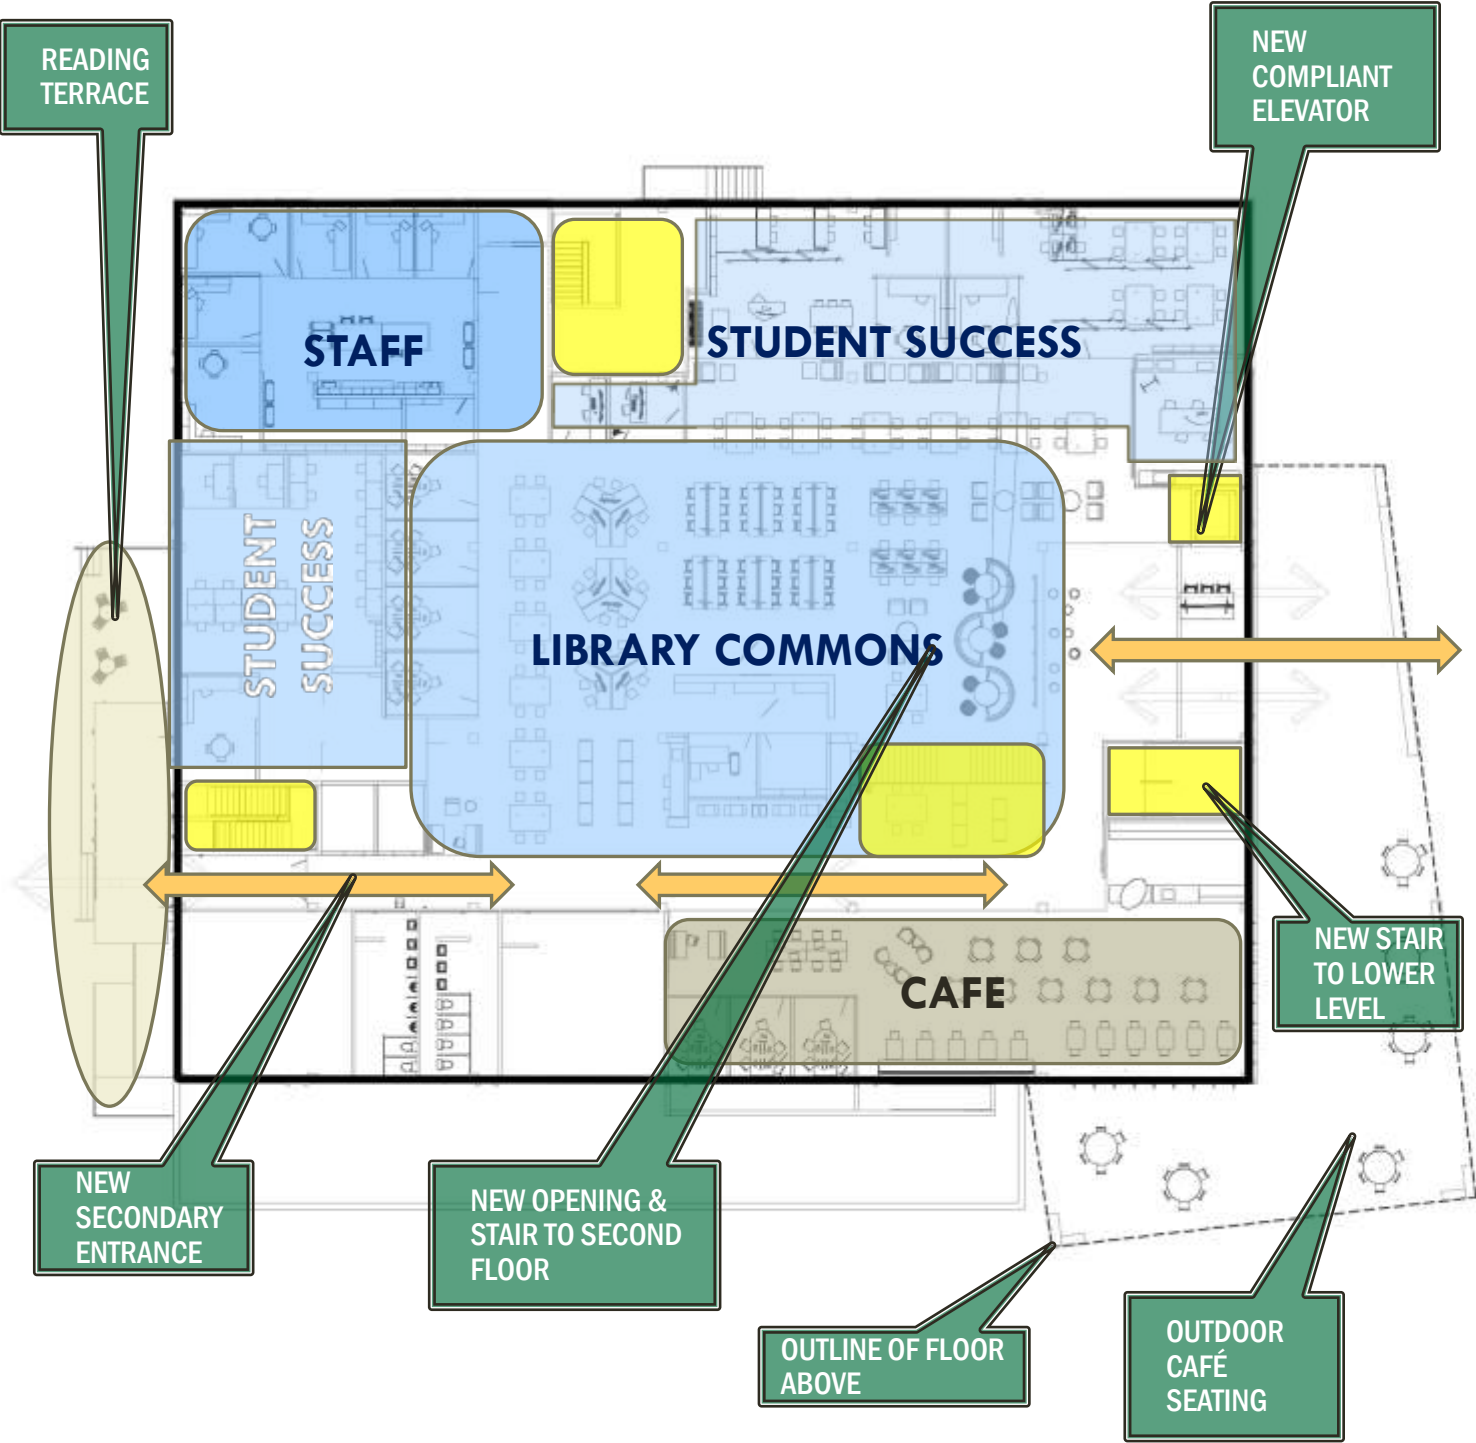 READING
TERRACE
NEW
COMPLIANT
ELEVATOR
STAFF
STUDENT SUCCESS
STUDENT
SUCCESS
LIBRARY COMMONS
CAFE
NEW STAIR
TO LOWER
LEVEL
NEW
SECONDARY
ENTRANCE
NEW OPENING &
STAIR TO SECOND
FLOOR
OUTLINE OF FLOOR
ABOVE
OUTDOOR
CAFÉ
SEATING